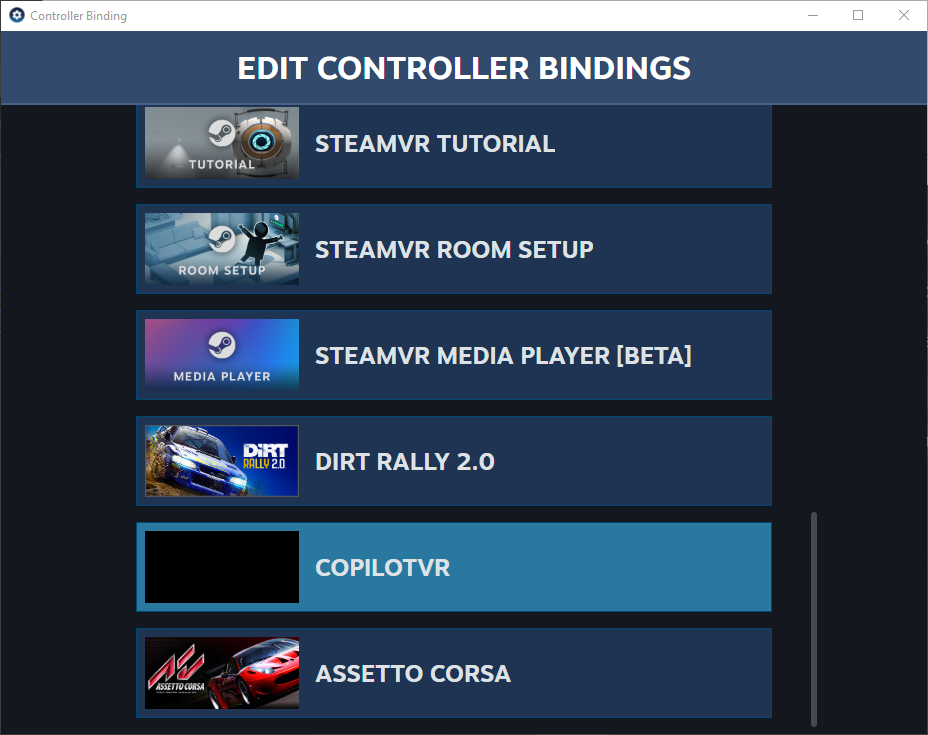 Controller Binding
EDIT CONTROLLER BINDINGS
TUTORIAL
STEAMVR TUTORIAL
ROOM SETUP
STEAMVR ROOM SETUP
MEDIA PLAYER
STEAMVR MEDIA PLAYER [BETA]
DiRT
RALLY 2.0
DIRT RALLY 2.0
COPILOTVR
ASSETTO CORSA
ASSETTO CORSA